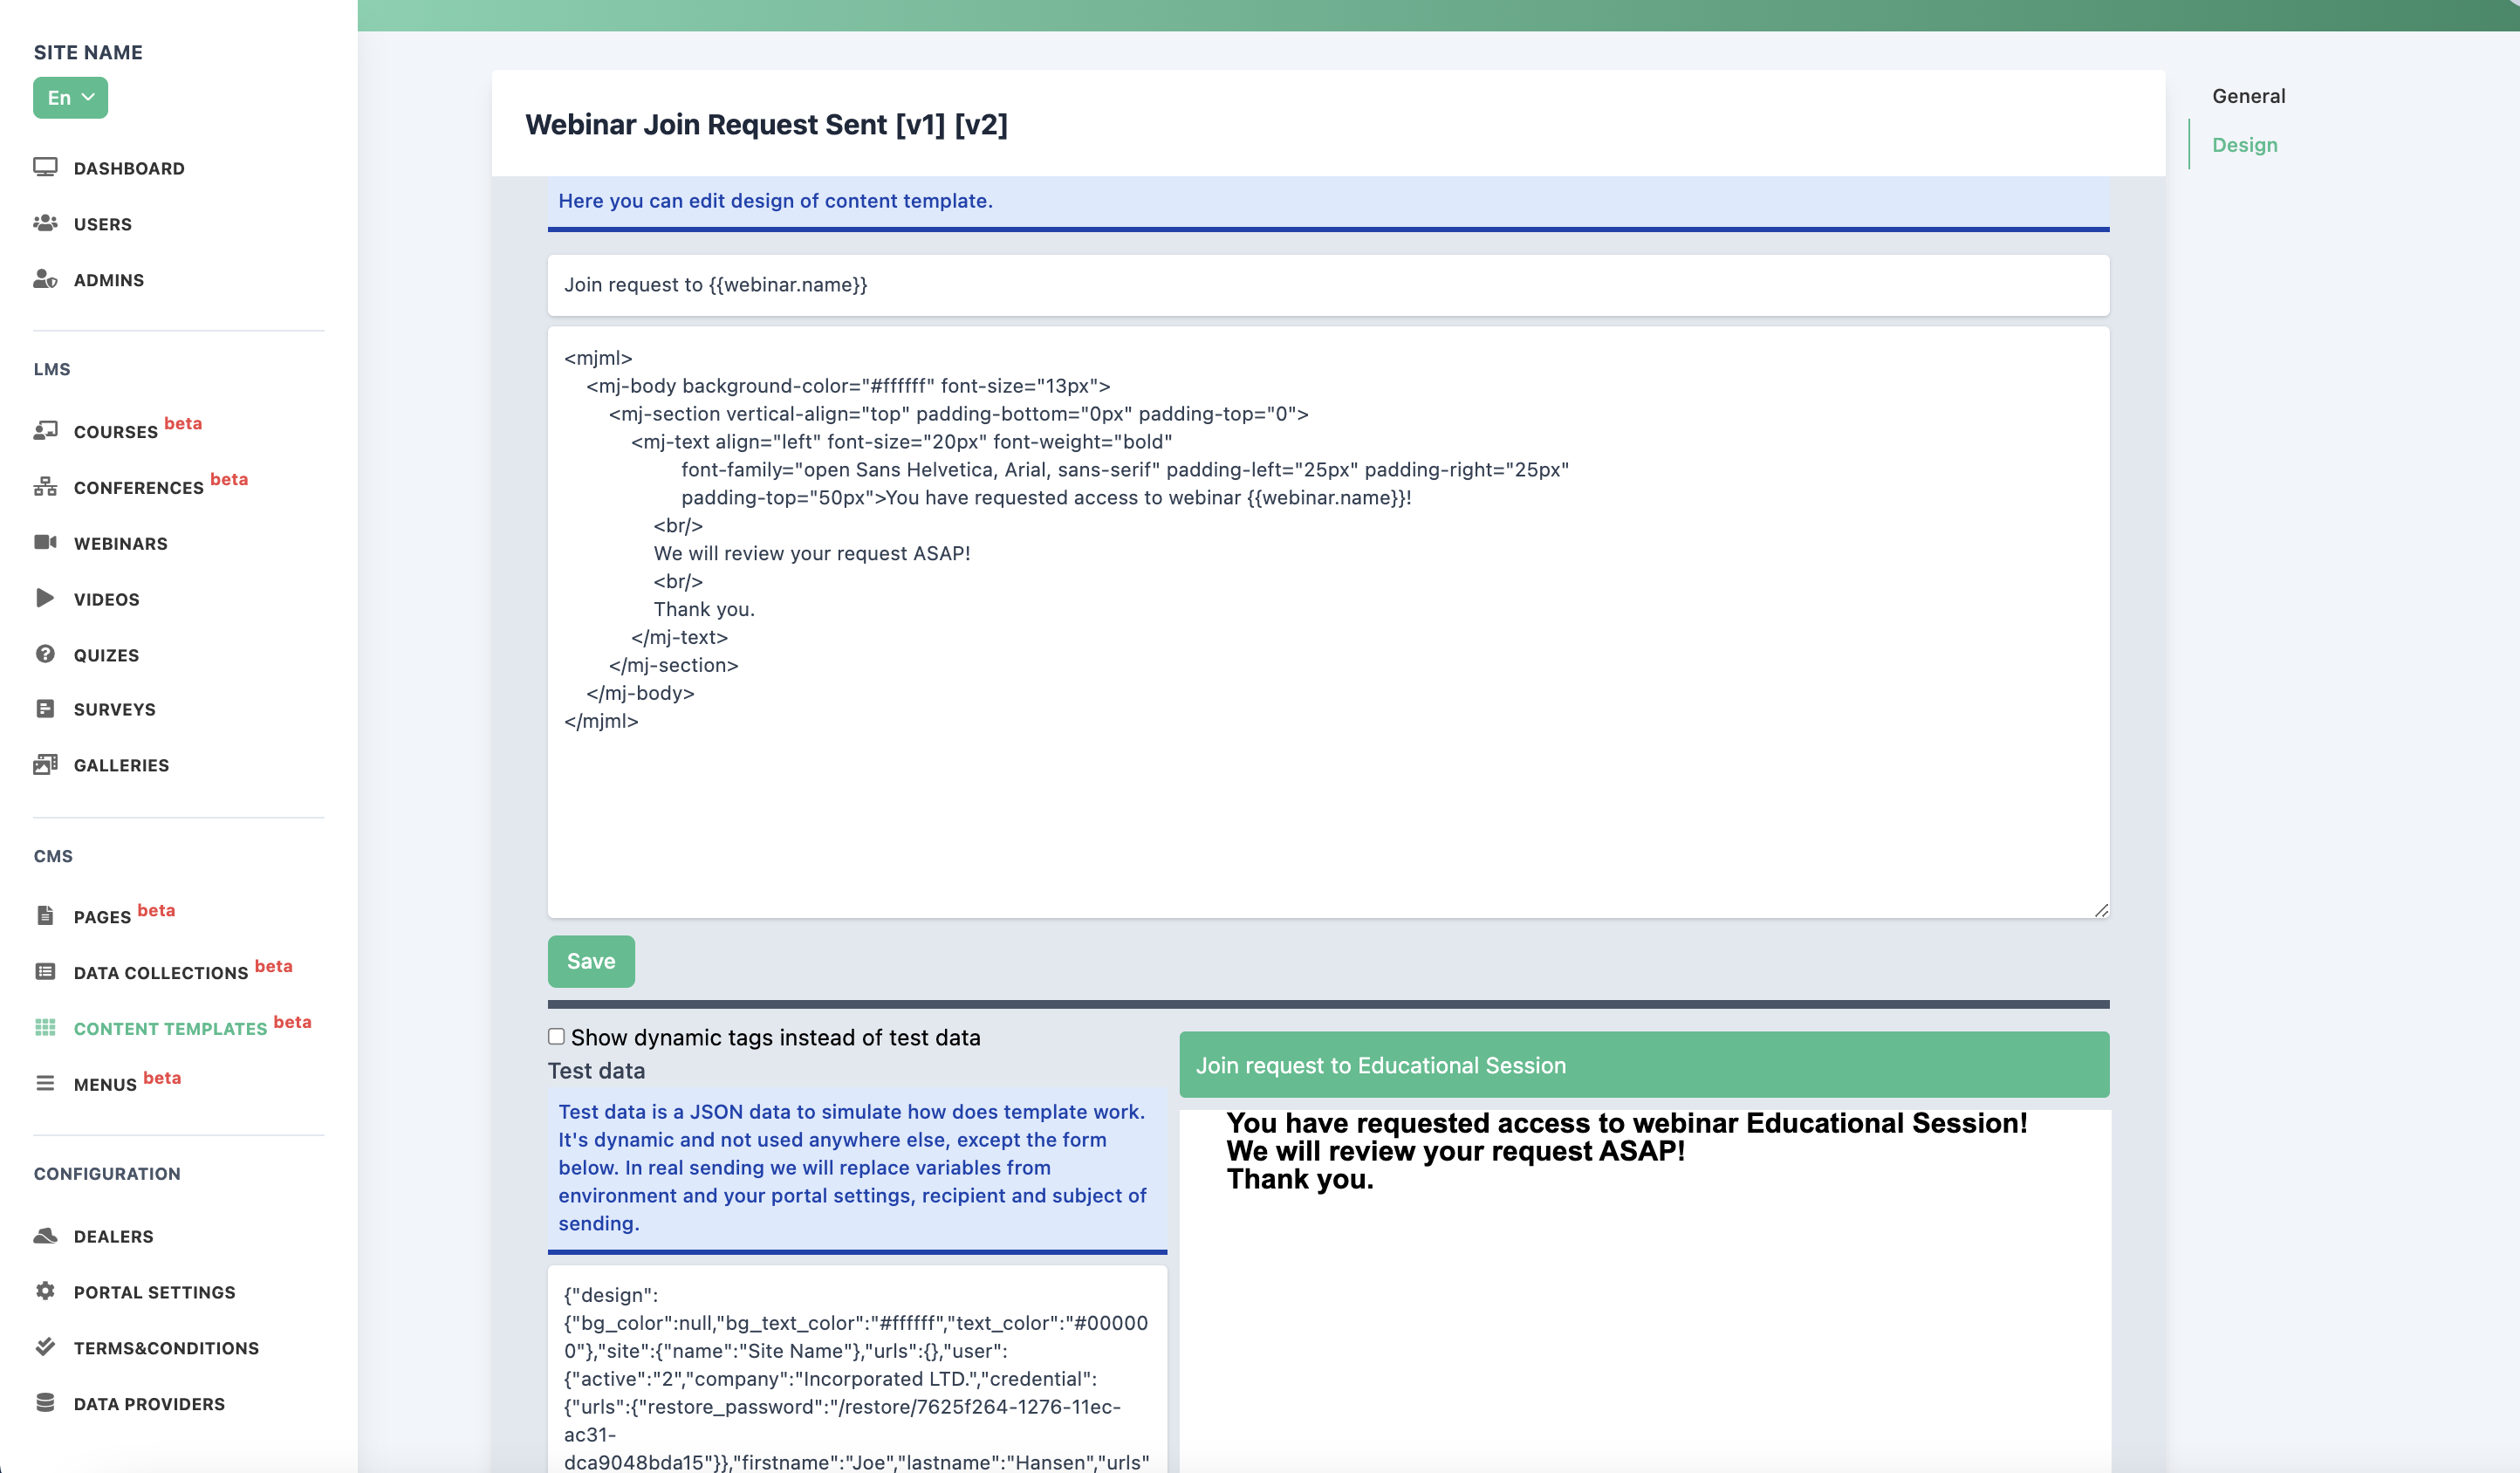 SITE NAME
En
DASHBOARD
USERS
ADMINS
LMS
COURSES beta
CONFERENCES beta
WEBINARS
VIDEOS
QUIZES
SURVEYS
GALLERIES
CMS
PAGES beta
DATA COLLECTIONS beta
CONTENT TEMPLATES beta
MENUS beta
CONFIGURATION
DEALERS
PORTAL SETTINGS
TERMS&CONDITIONS
DATA PROVIDERS
Webinar Join Request Sent [v1] [v2]
Here you can edit design of content template.
Join request to {{webinar.name}}
<mjml>
<mj-body background-color="#ffffff" font-size="13px">
<mj-section vertical-align="top" padding-bottom="0px" padding-top="0">
<mj-text align="left" font-size="20px" font-weight="bold"
font-family="open Sans Helvetica, Arial, sans-serif" padding-left="25px" padding-right="25px"
padding-top="50px">You have requested access to webinar {{webinar.name}}!
<br/>
We will review your request ASAP!
<br/>
Thank you.
</mj-text>
</mj-section>
</mj-body>
</mjml>
Save
Show dynamic tags instead of test data
Test data
Test data is a JSON data to simulate how does template work.
It's dynamic and not used anywhere else, except the form
below. In real sending we will replace variables from
environment and your portal settings, recipient and subject of
sending.
{"design":
{"bg_color":null,"bg_text_color":"#ffffff","text_color":"#00000
0"},"site":{"name":"Site Name"},"urls":{},"user":
{"active":"2","company":"Incorporated LTD.","credential":
{"urls":{"restore_password":"/restore/7625f264-1276-11ec-
ac31-
dca9048bda15"}},"firstname":"Joe","lastname":"Hansen","urls"
Join request to Educational Session
You have requested access to webinar Educational Session!
We will review your request ASAP!
Thank you.
General
Design